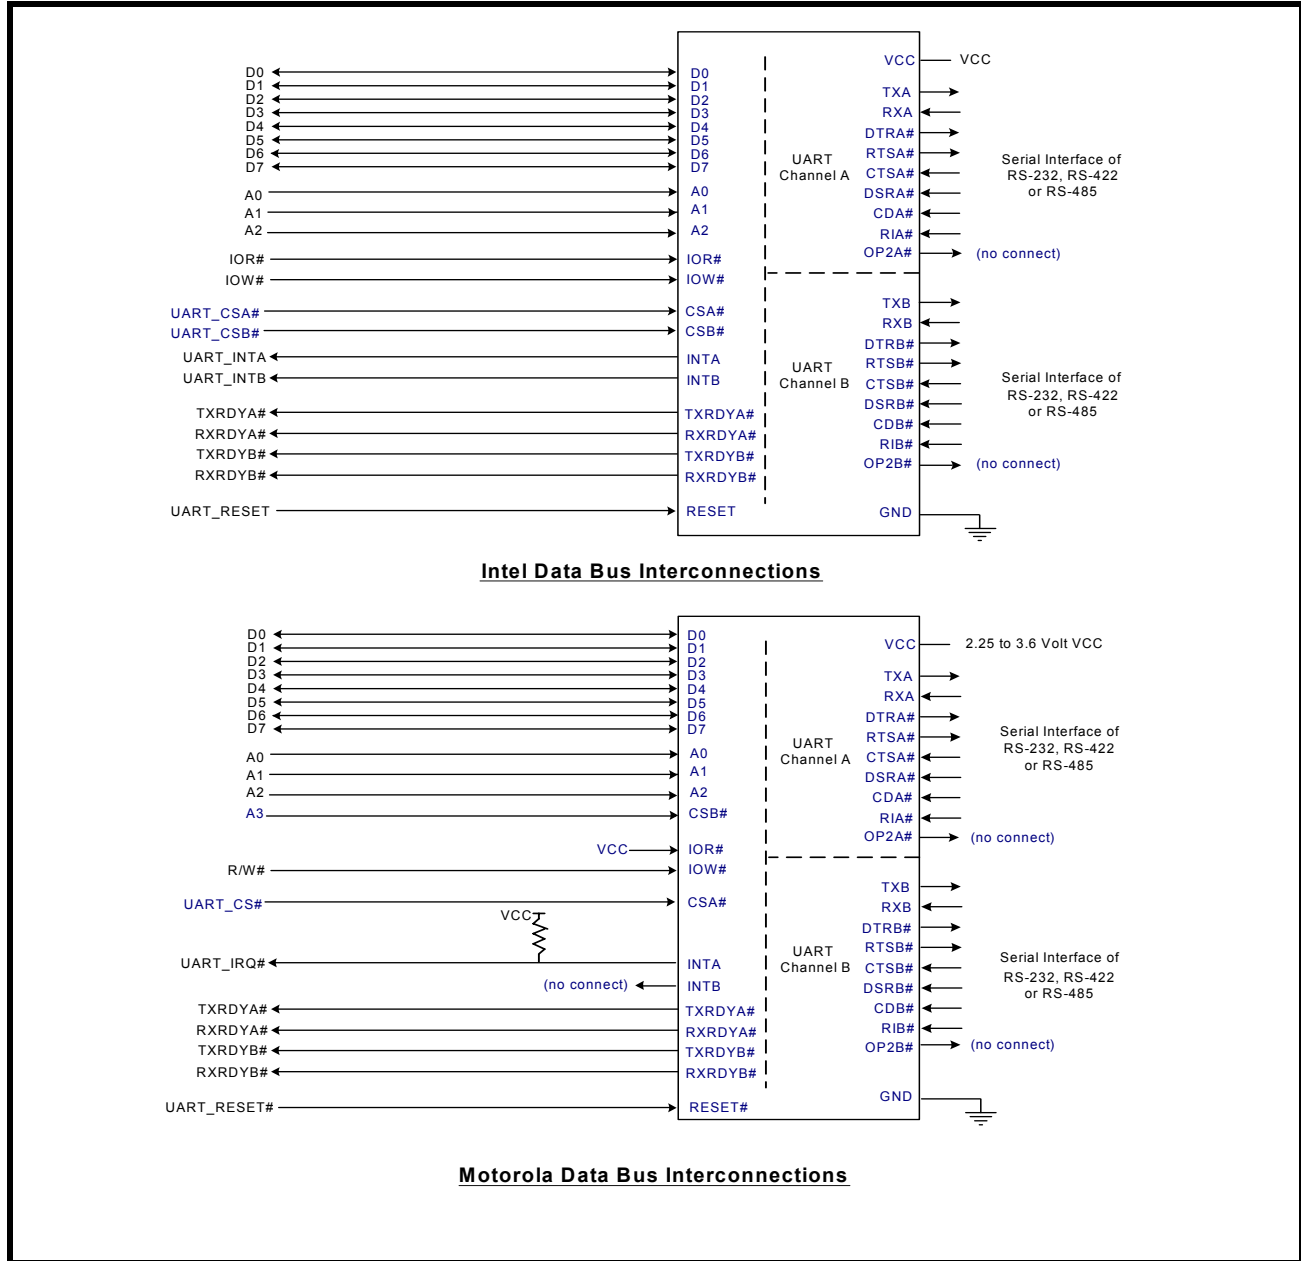 D0 D0
D1 D1
D2 D2
D3 D3
D4 D4
D5 D5
D6 D6
D7 D7
A0 A0
A1 A1
A2 A2
IOR# IOR#
IOW# IOW#
UART_CSA# CSA#
UART_CSB# CSB#
UART_INTA INTA
UART_INTB INTB
TXRDYA# TXRDYA#
RXRDYA# RXRDYA#
TXRDYB# TXRDYB#
RXRDYB# RXRDYB#
UART_RESET RESET
UART
Channel A
UART
Channel B
VCC VCC
TXA
RXA
DTRA#
RTSA#
CTSA#
DSRA#
CDA#
RIA#
OP2A# (no connect)
Serial Interface of
RS-232, RS-422
or RS-485
TXB
RXB
DTRB#
RTSB#
CTSB#
DSRB#
CDB#
RIB#
OP2B# (no connect)
Serial Interface of
RS-232, RS-422
or RS-485
GND
Intel Data Bus Interconnections
D0 D0
D1 D1
D2 D2
D3 D3
D4 D4
D5 D5
D6 D6
D7 D7
A0 A0
A1 A1
A2 A2
A3 CSB#
VCC IOR#
R/W# IOW#
UART_CS# CSA#
VCC
UART_IRQ# INTA
(no connect) INTB
TXRDYA# TXRDYA#
RXRDYA# RXRDYA#
TXRDYB# TXRDYB#
RXRDYB# RXRDYB#
UART_RESET# RESET#
UART
Channel A
UART
Channel B
VCC 2.25 to 3.6 Volt VCC
TXA
RXA
DTRA#
RTSA#
CTSA#
DSRA#
CDA#
RIA#
OP2A# (no connect)
Serial Interface of
RS-232, RS-422
or RS-485
TXB
RXB
DTRB#
RTSB#
CTSB#
DSRB#
CDB#
RIB#
OP2B# (no connect)
Serial Interface of
RS-232, RS-422
or RS-485
GND
Motorola Data Bus Interconnections